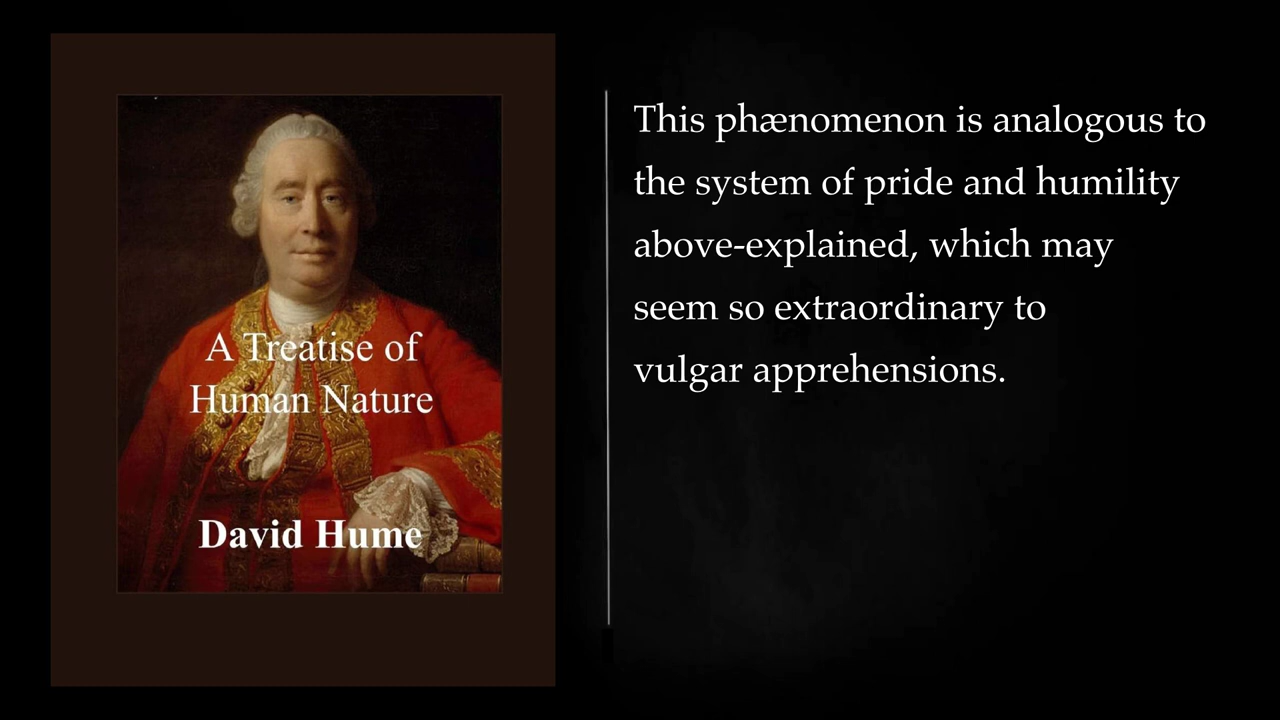 A Treatise of
Human Nature
David Hume
This phænomenon is analogous to
the system of pride and humility
above-explained, which may
seem so extraordinary to
vulgar apprehensions.